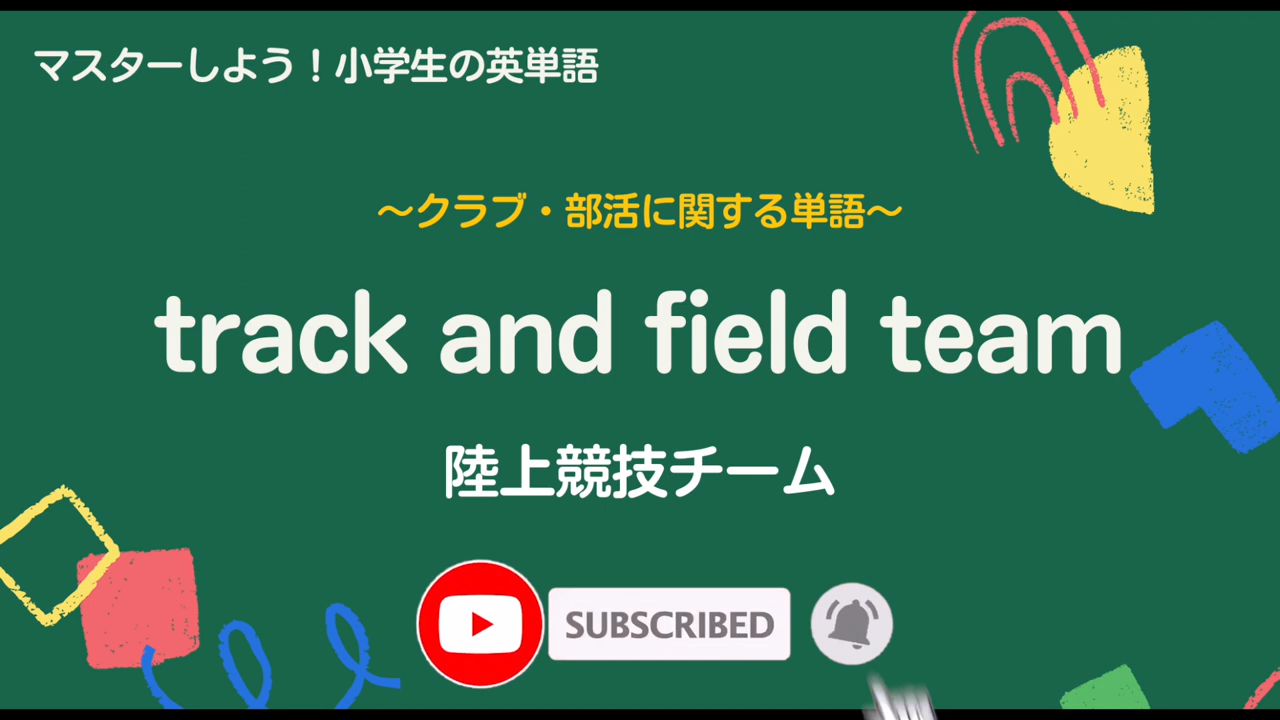 マスターしよう！小学生の英単語
～クラブ・部活に関する単語～
track and field team
陸上競技チーム
SUBSCRIBED